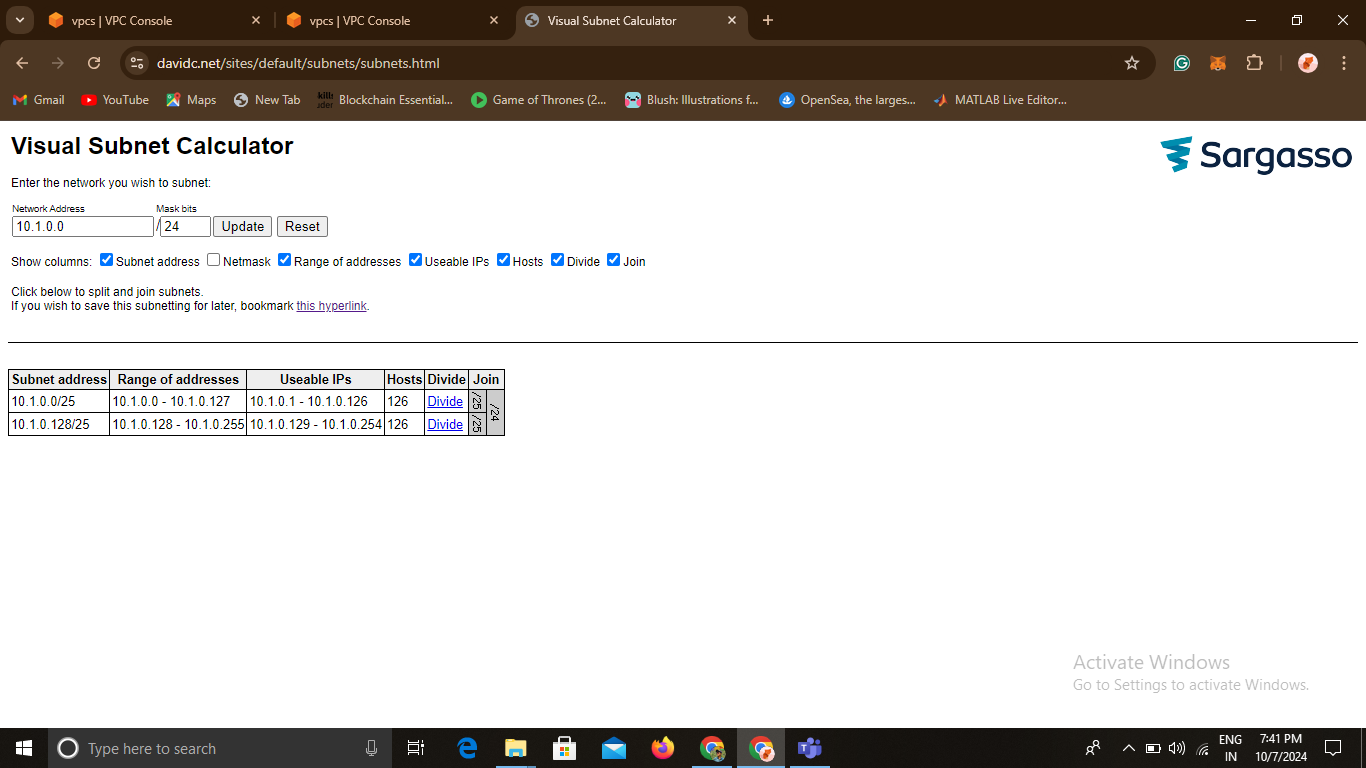 vpcs | VPC Console
vpcs | VPC Console
Visual Subnet Calculator
davidc.net/sites/default/subnets/subnets.html
Gmail
YouTube
Maps
New Tab
Blockchain Essential...
Game of Thrones (2...
Blush: Illustrations f...
OpenSea, the larges...
MATLAB Live Editor...
Visual Subnet Calculator
Sargasso
Enter the network you wish to subnet:
Network Address Mask bits
10.1.0.0 / 24 Update Reset
Show columns: Subnet address Netmask Range of addresses Useable IPs Hosts Divide Join
Click below to split and join subnets.
If you wish to save this subnetting for later, bookmark this hyperlink.
Subnet address Range of addresses Useable IPs Hosts Divide Join
10.1.0.0/25 10.1.0.0 - 10.1.0.127 10.1.0.1 - 10.1.0.126 126 Divide /25 /24
10.1.0.128/25 10.1.0.128 - 10.1.0.255 10.1.0.129 - 10.1.0.254 126 Divide /25
Activate Windows
Go to Settings to activate Windows.
Type here to search
ENG
IN
7:41 PM
10/7/2024